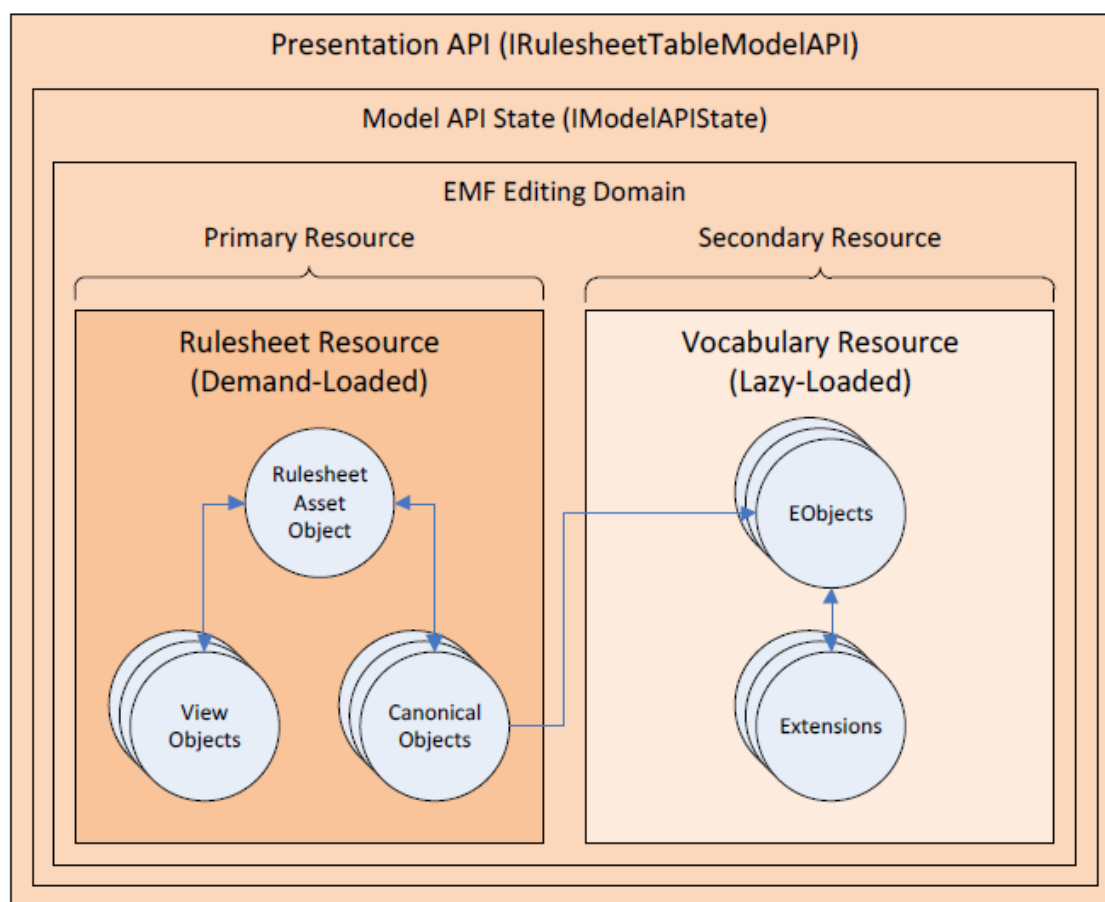 Presentation API (IRulesheetTableModelAPI)
Model API State (IModelAPIState)
EMF Editing Domain
Primary Resource
Secondary Resource
Rulesheet Resource
(Demand-Loaded)
Rulesheet
Asset
Object
View
Objects
Canonical
Objects
Vocabulary Resource
(Lazy-Loaded)
EObjects
Extensions